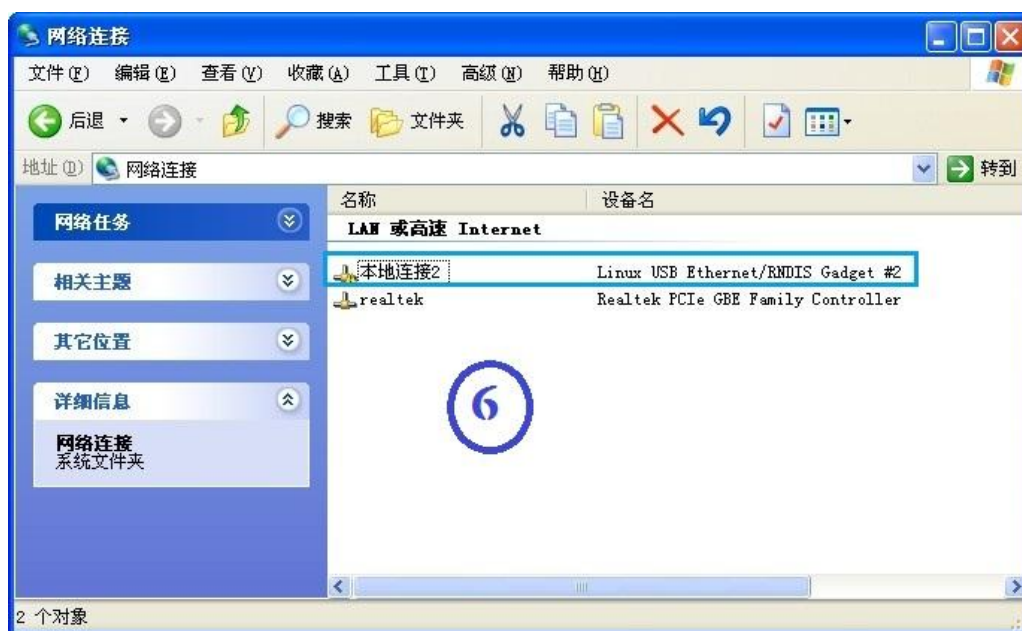 网络连接
文件(F) 编辑(E) 查看(V) 收藏(A) 工具(T) 高级(N) 帮助(H)
后退 搜索 文件夹
地址(D) 网络连接 转到
网络任务
相关主题
其它位置
详细信息
网络连接
系统文件夹
名称 设备名
LAN 或高速 Internet
本地连接2 Linux USB Ethernet/RNDIS Gadget #2
realtek Realtek PCIe GBE Family Controller
6
2 个对象